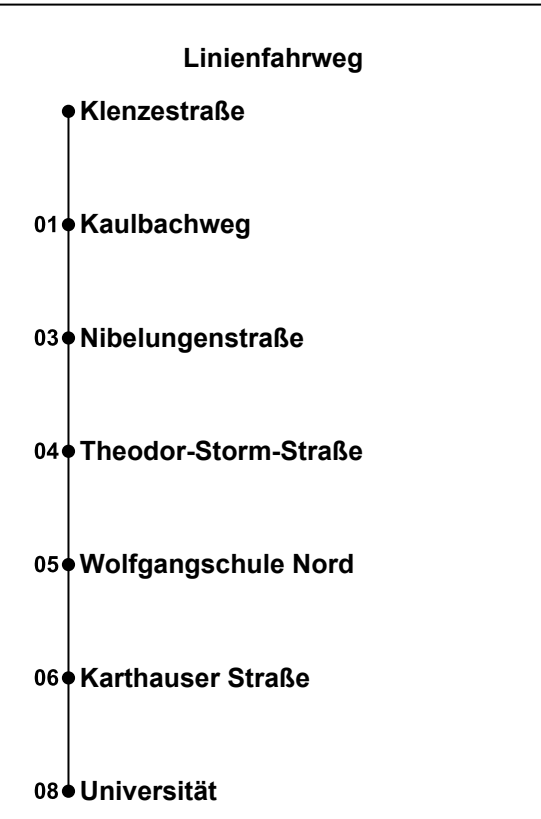 Linienfahrweg
Klenzestraße
01 Kaulbachweg
03 Nibelungenstraße
04 Theodor-Storm-Straße
05 Wolfgangschule Nord
06 Karthauser Straße
08 Universität